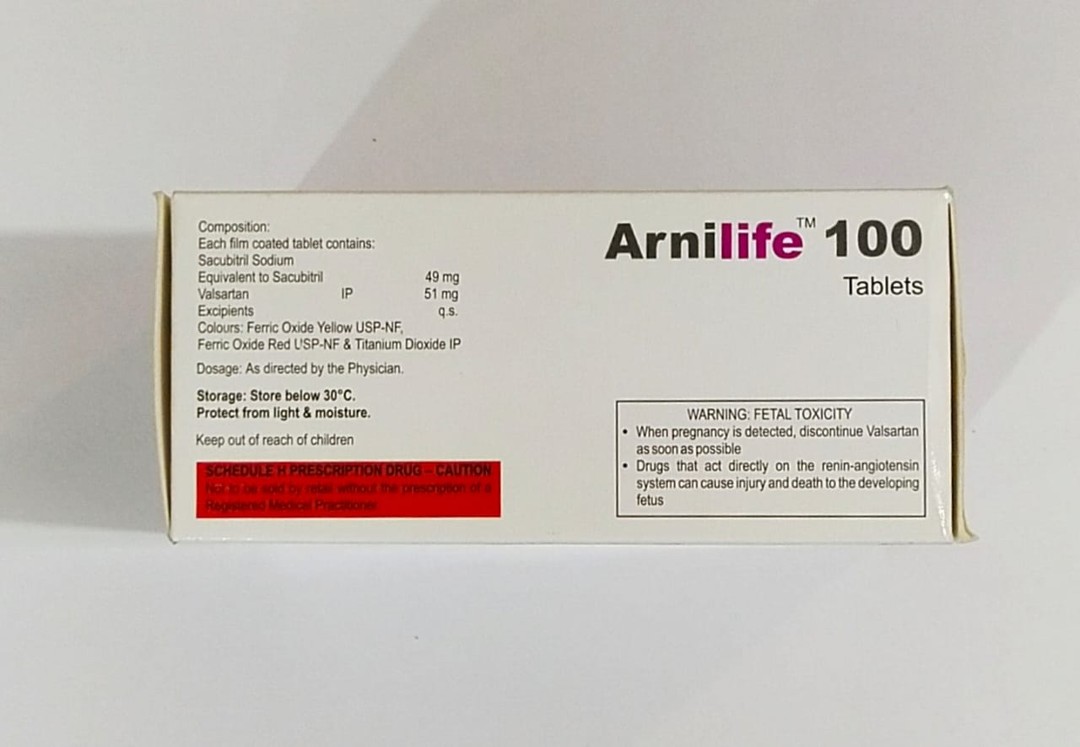 Composition:
Each film coated tablet contains:
Sacubitril Sodium
Equivalent to Sacubitril 49 mg
Valsartan IP 51 mg
Excipients q.s.
Colours: Ferric Oxide Yellow USP-NF,
Ferric Oxide Red USP-NF & Titanium Dioxide IP
Dosage: As directed by the Physician.
Storage: Store below 30°C.
Protect from light & moisture.
Keep out of reach of children
SCHEDULE H PRESCRIPTION DRUG – CAUTION
Not to be sold by retail without the prescription of a
Registered Medical Practitioner
Arnilife™ 100
Tablets
WARNING: FETAL TOXICITY
• When pregnancy is detected, discontinue Valsartan
as soon as possible
• Drugs that act directly on the renin-angiotensin
system can cause injury and death to the developing
fetus